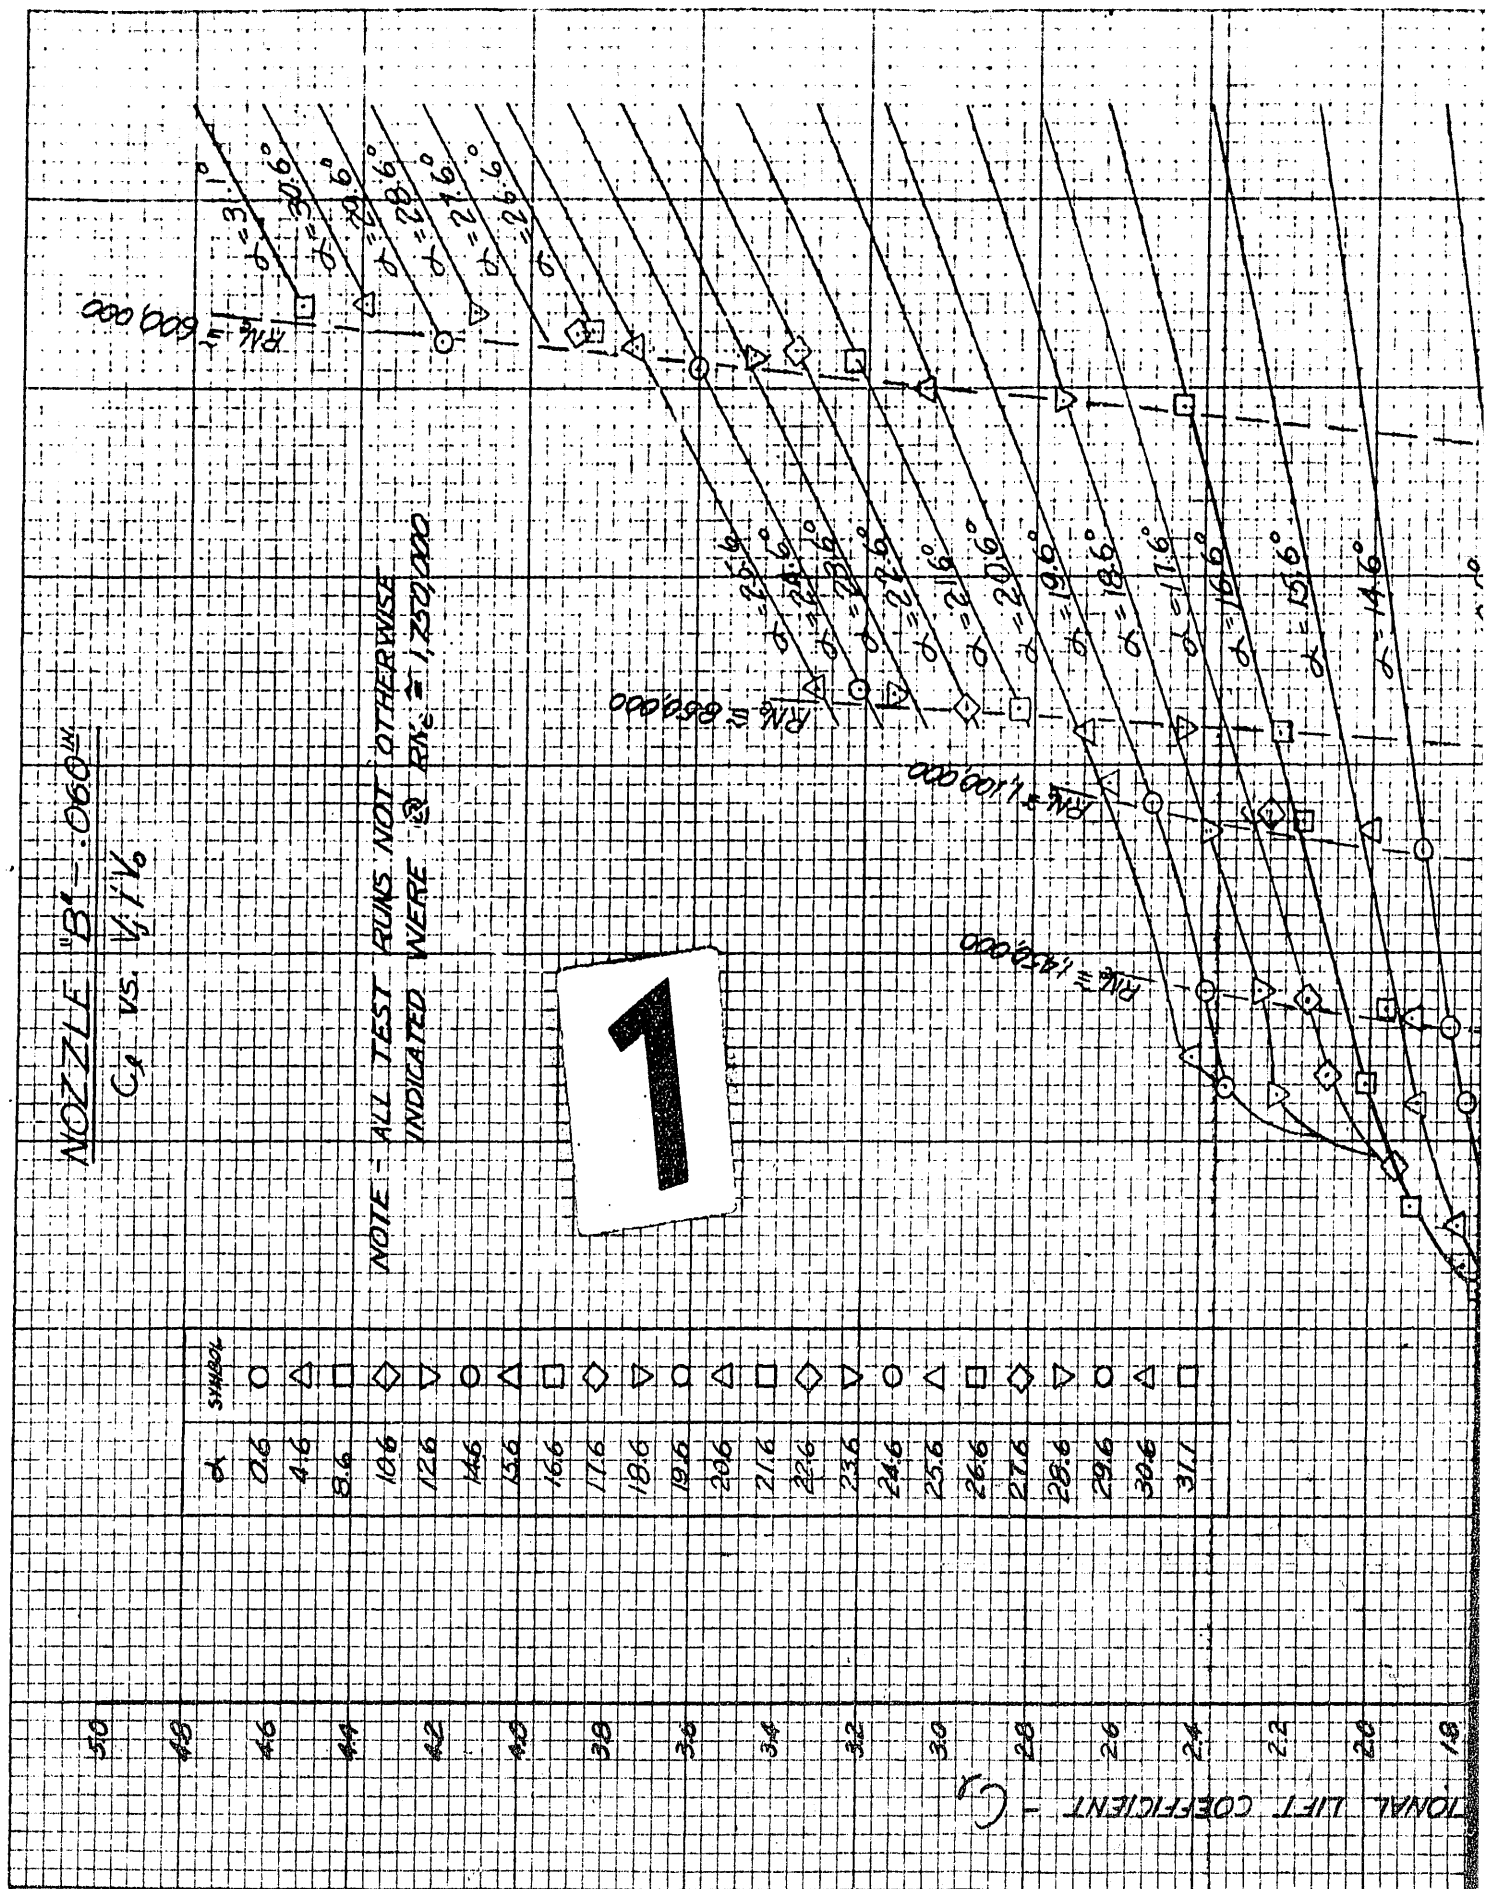 NOZZLE "B" - .060 IN.
Cℓ vs. Vj/V₀
NOTE - ALL TEST RUNS NOT OTHERWISE
INDICATED WERE @ RNc ≅ 1,250,000
1
α SYMBOL
0.6
4.6
8.6
10.6
12.6
14.6
15.6
16.6
17.6
18.6
19.6
20.6
21.6
22.6
23.6
24.6
25.6
26.6
27.6
28.6
29.6
30.6
31.1
RNc ≅ 600,000
RNc ≅ 850,000
RNc ≅ 1,100,000
RNc ≅ 1,450,000
α = 31.1°
α = 30.6°
α = 29.6°
α = 28.6°
α = 27.6°
α = 26.6°
α = 25.6
α = 24.6°
α = 23.6°
α = 22.6°
α = 21.6°
α = 20.6°
α = 19.6°
α = 18.6°
α = 17.6°
α = 16.6°
α = 15.6°
α = 14.6°
5.0
4.8
4.6
4.4
4.2
4.0
3.8
3.6
3.4
3.2
3.0
2.8
2.6
2.4
2.2
2.0
1.8
TIONAL LIFT COEFFICIENT - Cℓ